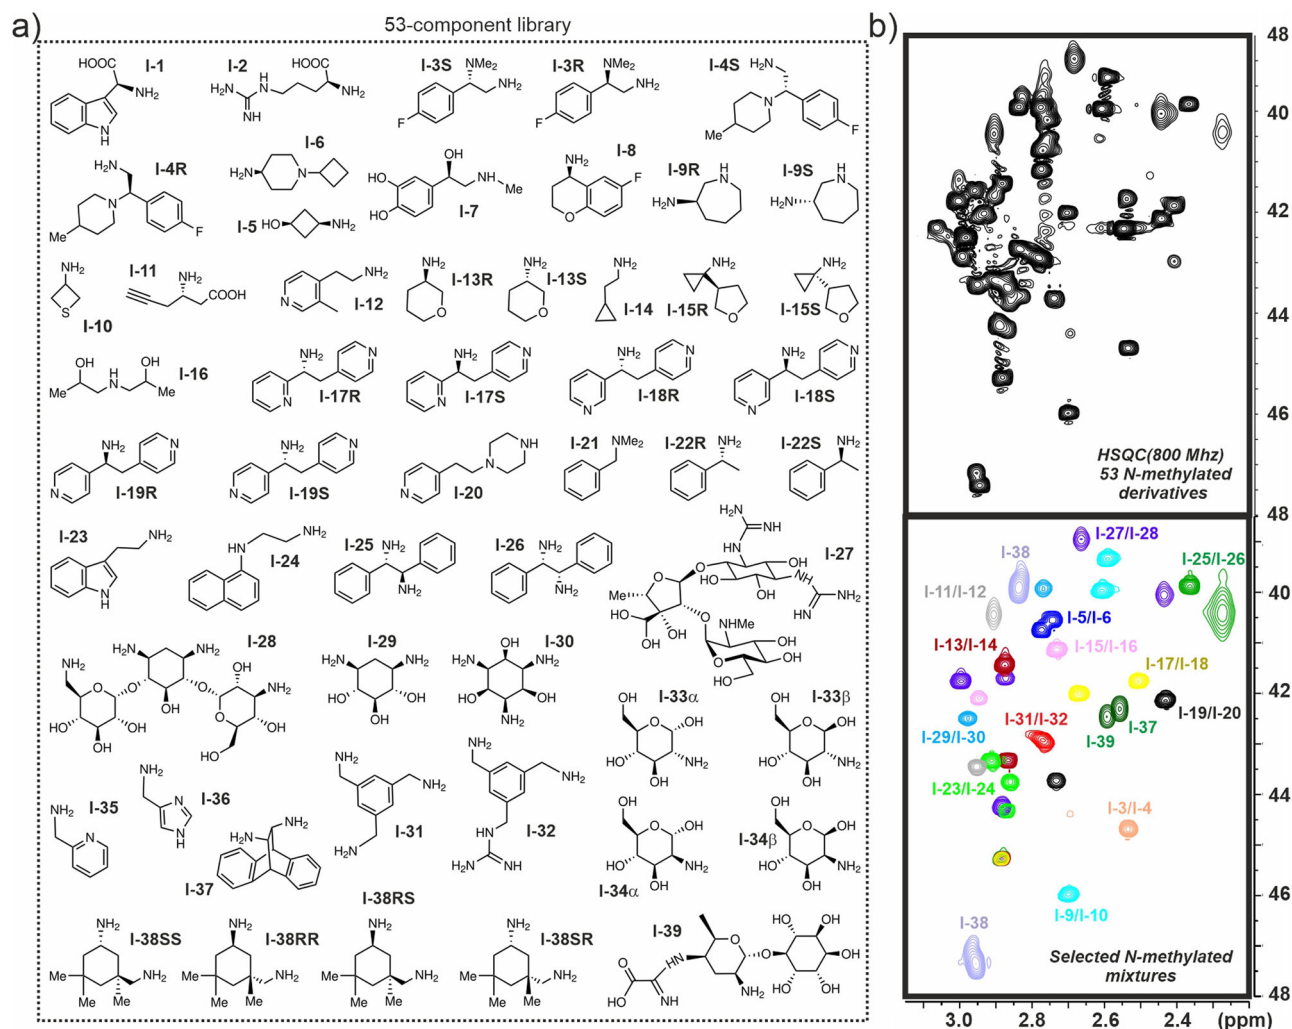 a)
53-component library
b)
I-1
I-2
I-3S
I-3R
I-4S
I-4R
I-6
I-5
I-7
I-8
I-9R
I-9S
I-10
I-11
I-12
I-13R
I-13S
I-14
I-15R
I-15S
I-16
I-17R
I-17S
I-18R
I-18S
I-19R
I-19S
I-20
I-21
I-22R
I-22S
I-23
I-24
I-25
I-26
I-27
I-28
I-29
I-30
I-33α
I-33β
I-35
I-36
I-31
I-32
I-34α
I-34β
I-37
I-38RS
I-38SS
I-38RR
I-38SR
I-39
48
40
42
44
46
48
HSQC(800 Mhz)
53 N-methylated
derivatives
I-27/I-28
I-38
I-25/I-26
I-11/I-12
I-5/I-6
I-13/I-14
I-15/I-16
I-17/I-18
I-19/I-20
I-31/I-32
I-37
I-39
I-29/I-30
I-23/I-24
I-3/I-4
I-9/I-10
I-38
Selected N-methylated
mixtures
40
42
44
46
48
3.0
2.8
2.6
2.4
(ppm)